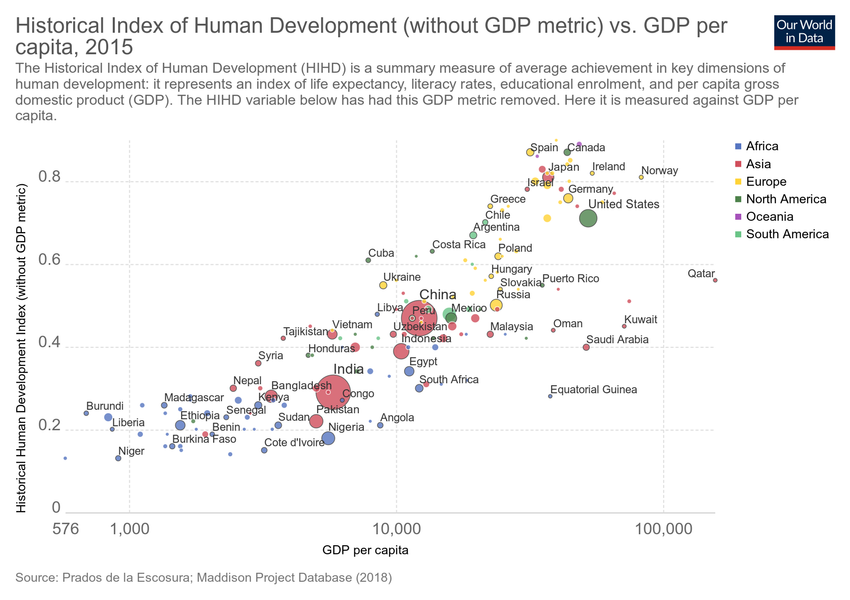 Historical Index of Human Development (without GDP metric) vs. GDP per
capita, 2015
Our World
in Data
The Historical Index of Human Development (HIHD) is a summary measure of average achievement in key dimensions of
human development: it represents an index of life expectancy, literacy rates, educational enrolment, and per capita gross
domestic product (GDP). The HIHD variable below has had this GDP metric removed. Here it is measured against GDP per
capita.
Historical Human Development Index (without GDP metric)
0.8
0.6
0.4
0.2
0
Spain
Canada
Japan
Ireland
Norway
Israel
Germany
Greece
United States
Chile
Argentina
Costa Rica
Cuba
Poland
Hungary
Qatar
Ukraine
Slovakia
Puerto Rico
China
Russia
Libya
Peru
Mexico
Vietnam
Uzbekistan
Malaysia
Oman
Kuwait
Tajikistan
Indonesia
Saudi Arabia
Honduras
Syria
India
Egypt
Nepal
Bangladesh
South Africa
Congo
Equatorial Guinea
Madagascar
Kenya
Burundi
Senegal
Pakistan
Ethiopia
Sudan
Angola
Liberia
Benin
Nigeria
Burkina Faso
Cote d'Ivoire
Niger
576
1,000
10,000
100,000
GDP per capita
Africa
Asia
Europe
North America
Oceania
South America
Source: Prados de la Escosura; Maddison Project Database (2018)